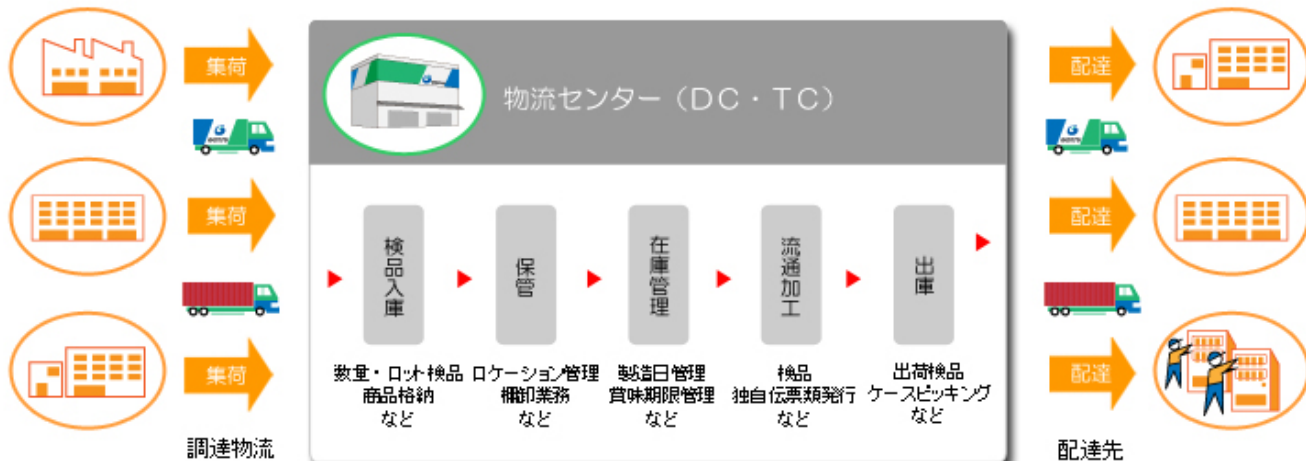 集荷
集荷
集荷
調達物流
物流センター（DC・TC）
検品入庫
数量・ロット検品
商品格納
など
保管
ロケーション管理
棚卸業務
など
在庫管理
製造日管理
賞味期限管理
など
流通加工
検品
独自伝票類発行
など
出庫
出荷検品
ケースピッキング
など
配達
配達
配達
配達先